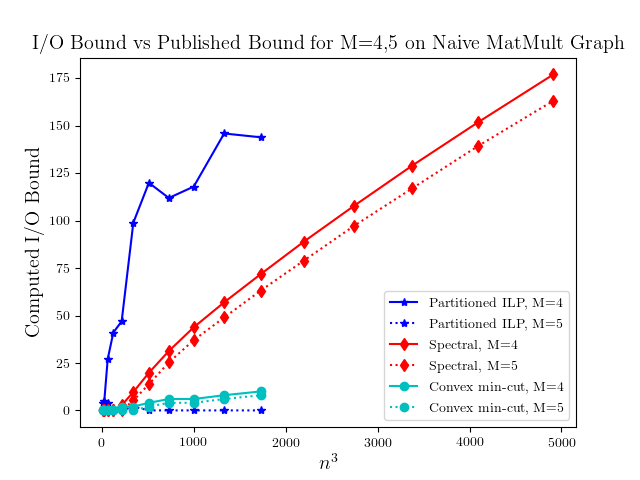 I/O Bound vs Published Bound for M=4,5 on Naive MatMult Graph
Computed I/O Bound
175
150
125
100
75
50
25
0
0
1000
2000
3000
4000
5000
n³
Partitioned ILP, M=4
Partitioned ILP, M=5
Spectral, M=4
Spectral, M=5
Convex min-cut, M=4
Convex min-cut, M=5